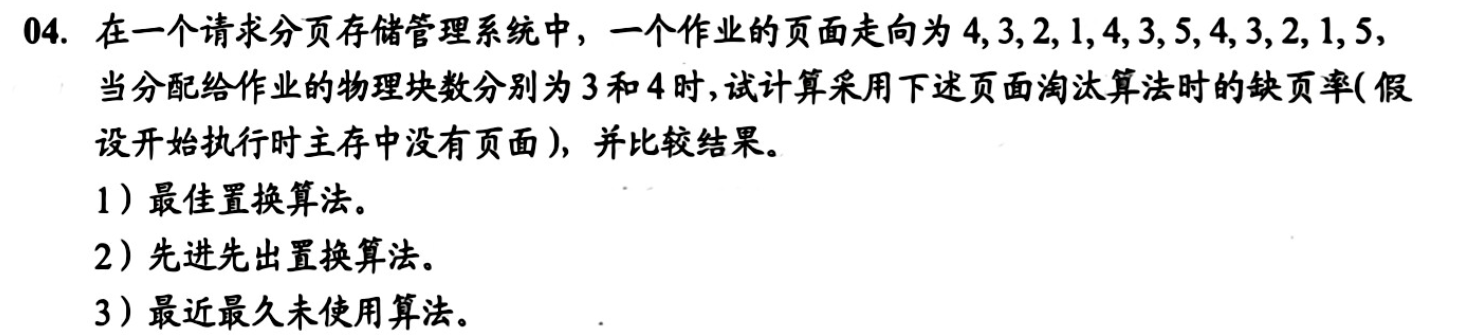 04. 在一个请求分页存储管理系统中，一个作业的页面走向为 4, 3, 2, 1, 4, 3, 5, 4, 3, 2, 1, 5，
当分配给作业的物理块数分别为 3 和 4 时，试计算采用下述页面淘汰算法时的缺页率（假
设开始执行时主存中没有页面），并比较结果。
1）最佳置换算法。
2）先进先出置换算法。
3）最近最久未使用算法。